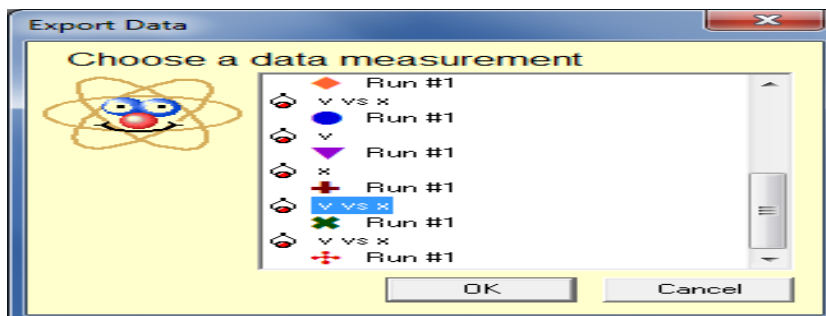 Export Data
Choose a data measurement
Run #1
v vs x
Run #1
v
Run #1
x
Run #1
v vs x
Run #1
v vs x
Run #1
OK
Cancel